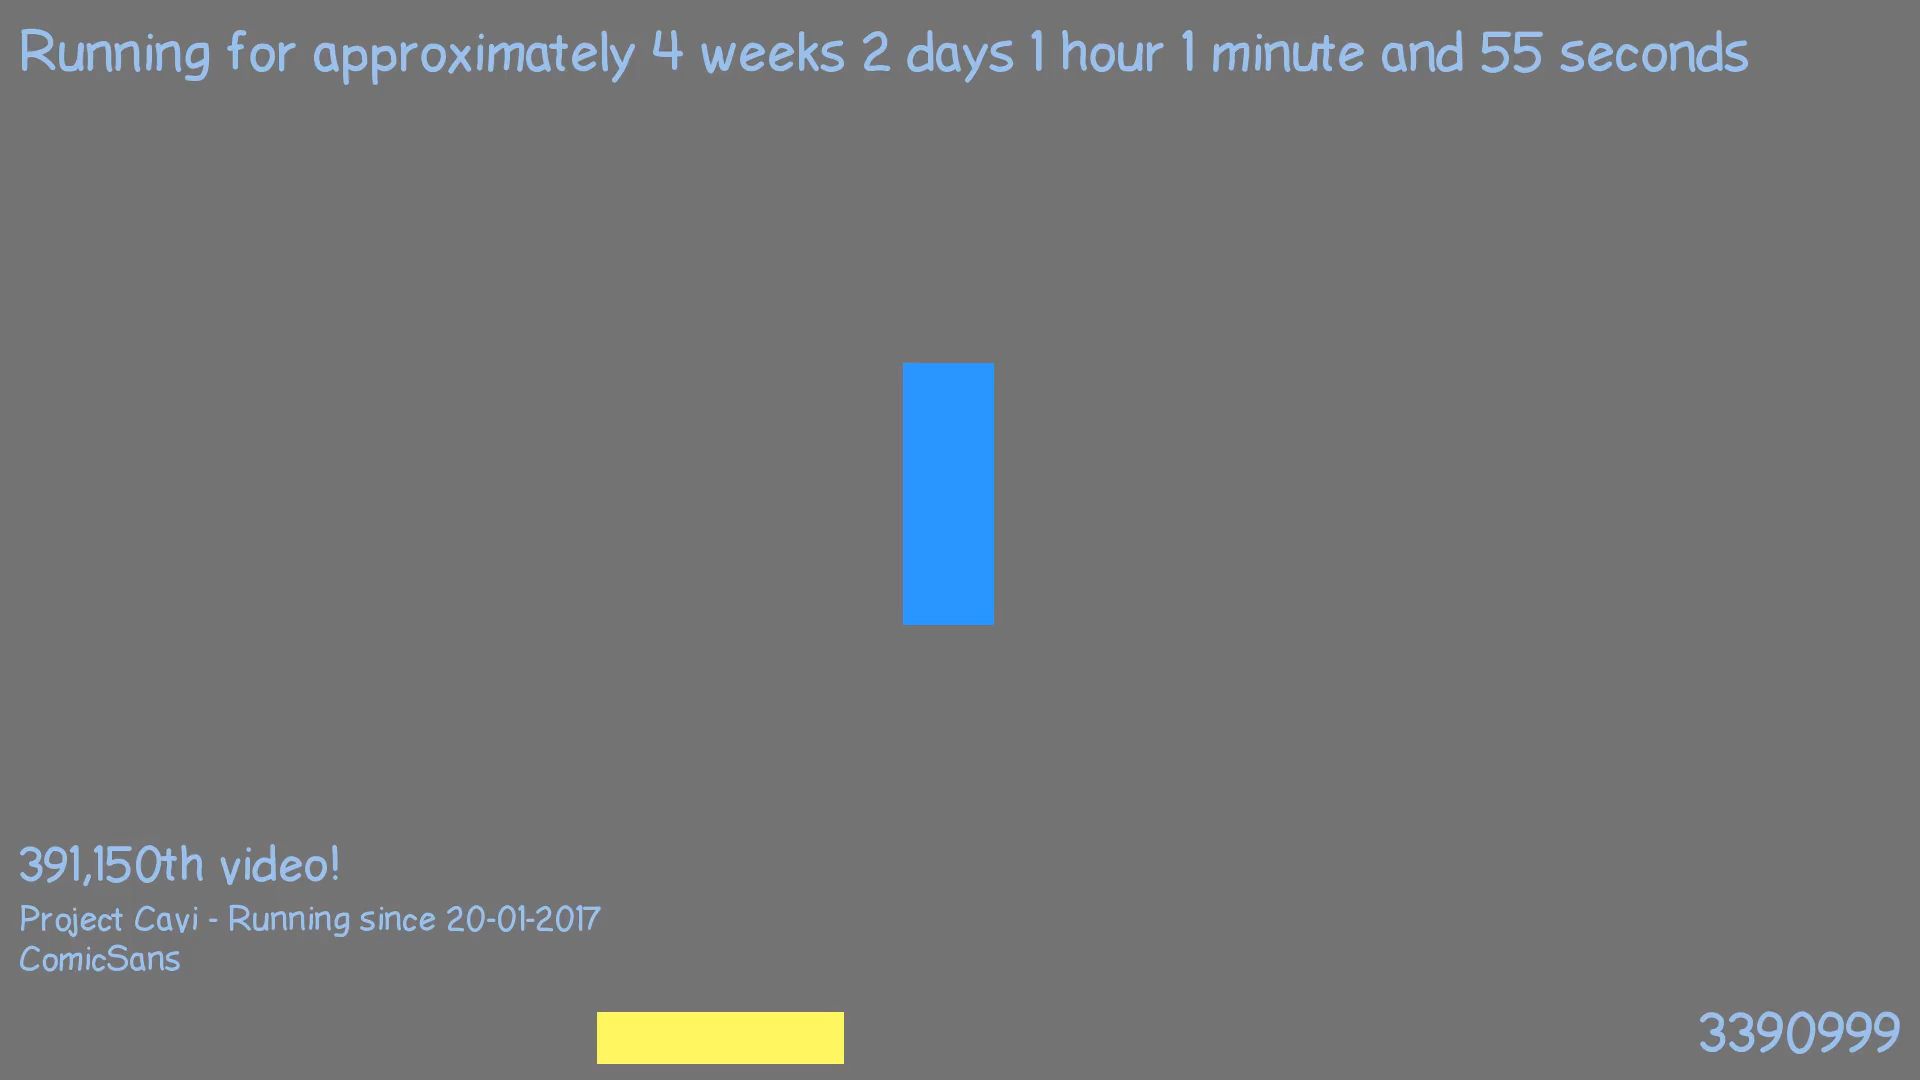 Running for approximately 4 weeks 2 days 1 hour 1 minute and 55 seconds
391,150th video!
Project Cavi - Running since 20-01-2017
ComicSans
3390999